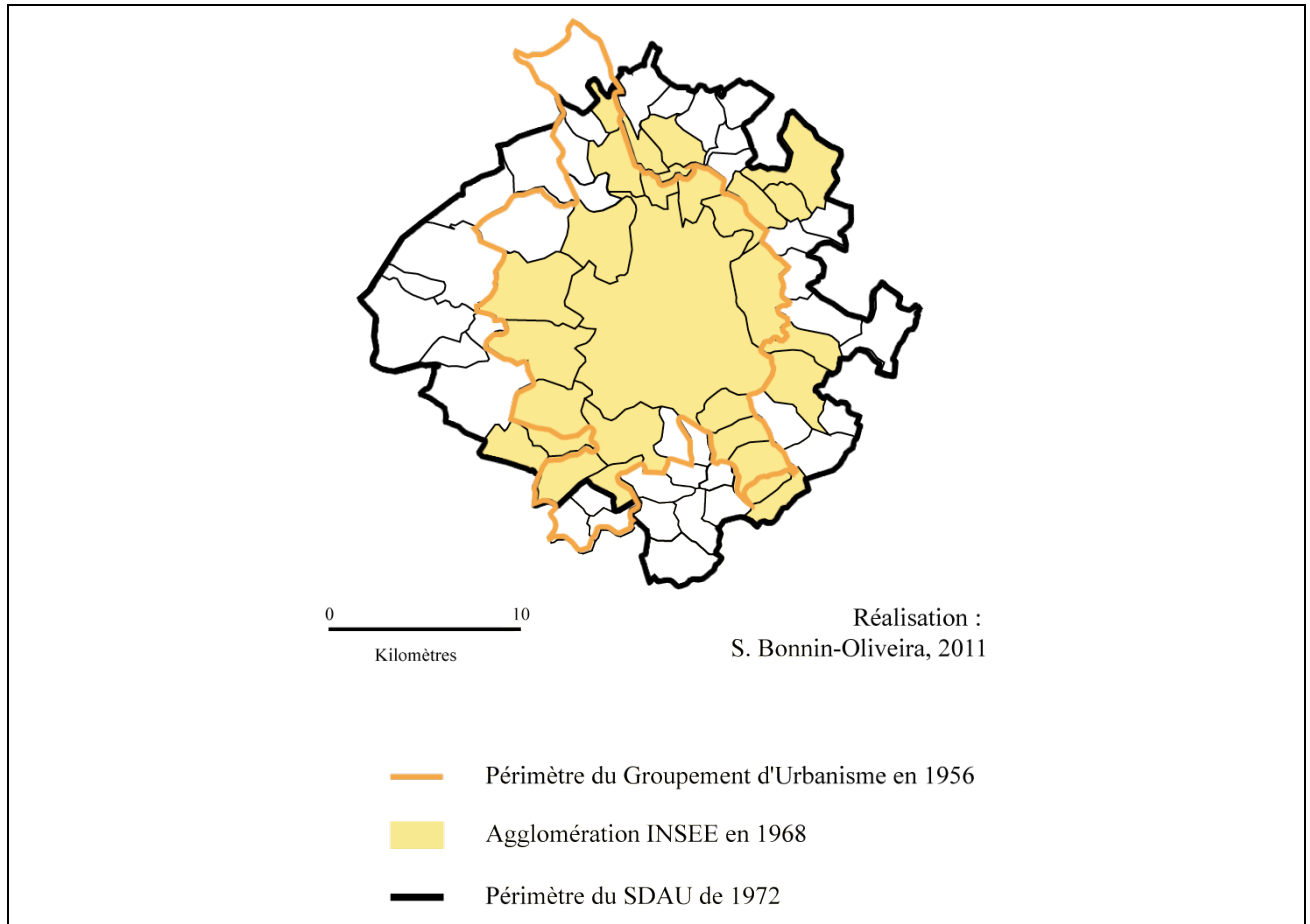 0 10
Kilomètres
Réalisation :
S. Bonnin-Oliveira, 2011
Périmètre du Groupement d'Urbanisme en 1956
Agglomération INSEE en 1968
Périmètre du SDAU de 1972